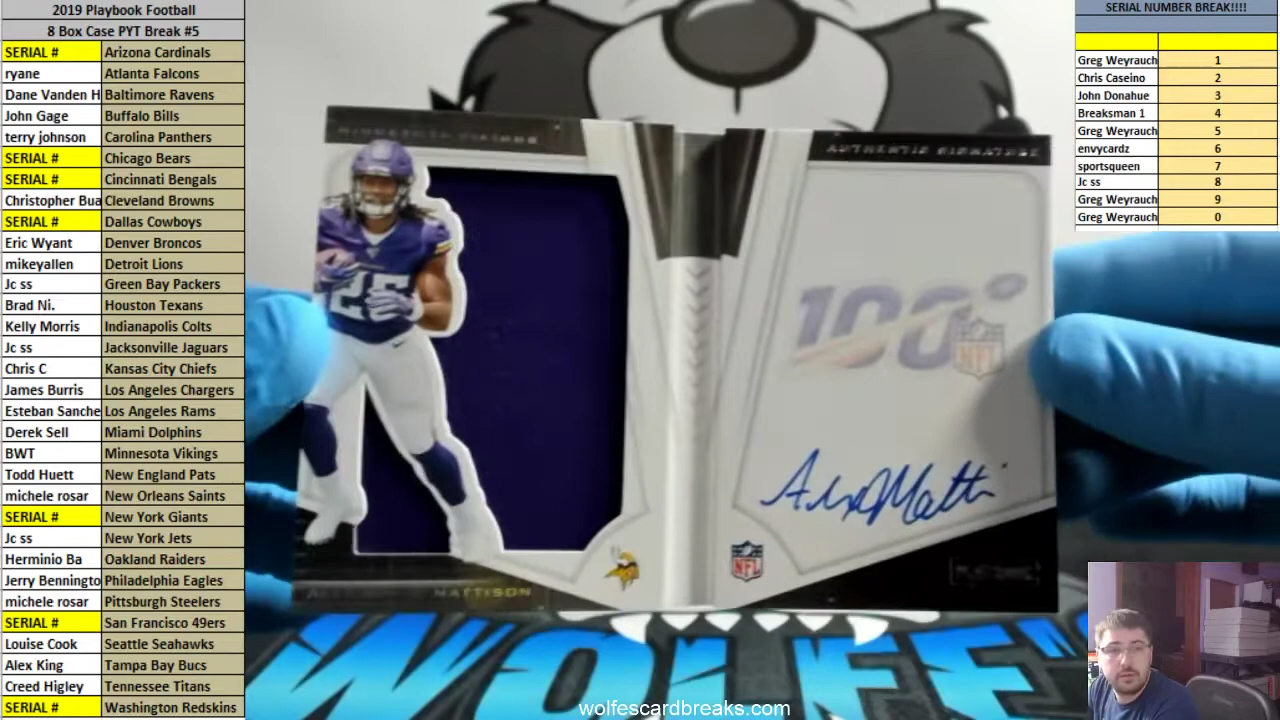 2019 Playbook Football
8 Box Case PYT Break #5
SERIAL # Arizona Cardinals
ryane Atlanta Falcons
Dane Vanden H Baltimore Ravens
John Gage Buffalo Bills
terry johnson Carolina Panthers
SERIAL # Chicago Bears
SERIAL # Cincinnati Bengals
Christopher Bua Cleveland Browns
SERIAL # Dallas Cowboys
Eric Wyant Denver Broncos
mikeyallen Detroit Lions
Jc ss Green Bay Packers
Brad Ni. Houston Texans
Kelly Morris Indianapolis Colts
Jc ss Jacksonville Jaguars
Chris C Kansas City Chiefs
James Burris Los Angeles Chargers
Esteban Sanche Los Angeles Rams
Derek Sell Miami Dolphins
BWT Minnesota Vikings
Todd Huett New England Pats
michele rosar New Orleans Saints
SERIAL # New York Giants
Jc ss New York Jets
Herminio Ba Oakland Raiders
Jerry Benningto Philadelphia Eagles
michele rosar Pittsburgh Steelers
SERIAL # San Francisco 49ers
Louise Cook Seattle Seahawks
Alex King Tampa Bay Bucs
Creed Higley Tennessee Titans
SERIAL # Washington Redskins
MINNESOTA VIKINGS
25
MATTISON
AUTHENTIC SIGNATURE
100
NFL
NFL
WOLFE'S
wolfescardbreaks.com
SERIAL NUMBER BREAK!!!!
Greg Weyrauch 1
Chris Caseino 2
John Donahue 3
Breaksman 1 4
Greg Weyrauch 5
envycardz 6
sportsqueen 7
Jc ss 8
Greg Weyrauch 9
Greg Weyrauch 0